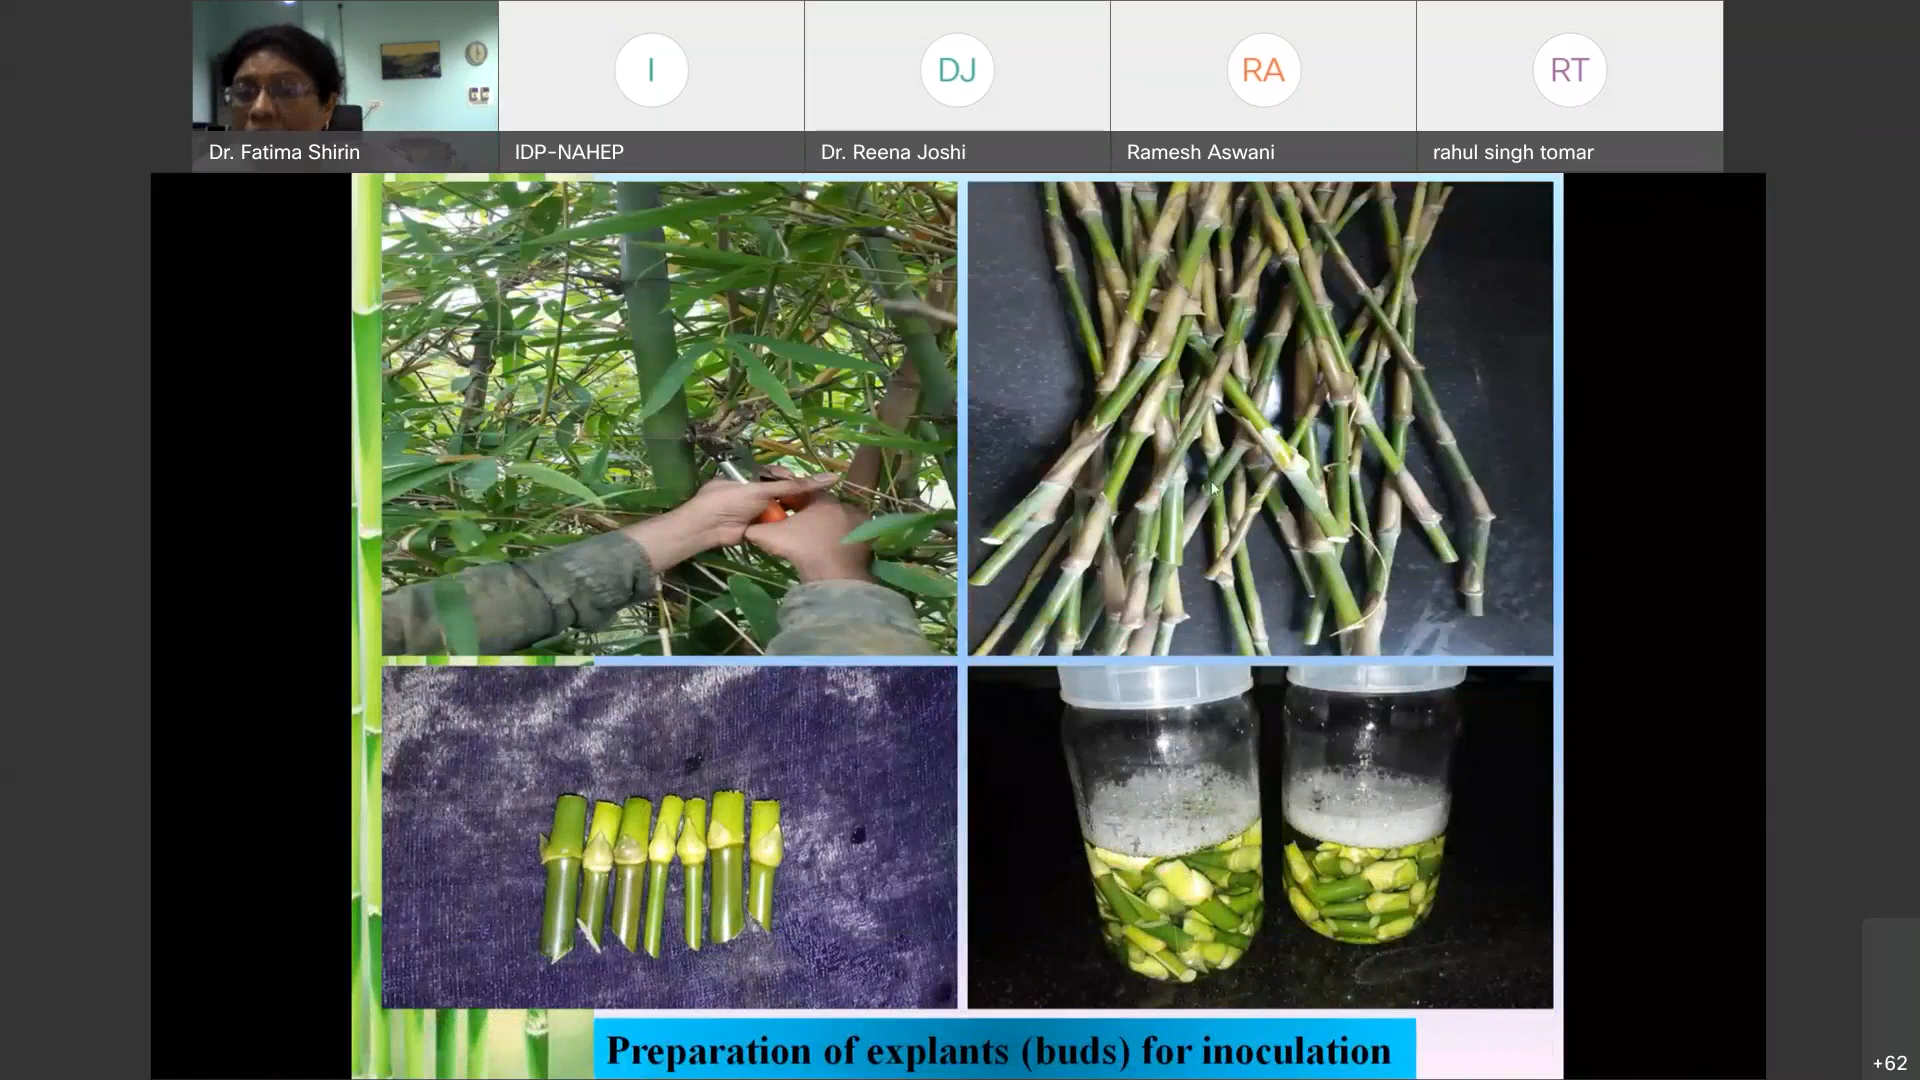 I
DJ
RA
RT
Dr. Fatima Shirin
IDP-NAHEP
Dr. Reena Joshi
Ramesh Aswani
rahul singh tomar
Preparation of explants (buds) for inoculation
+62